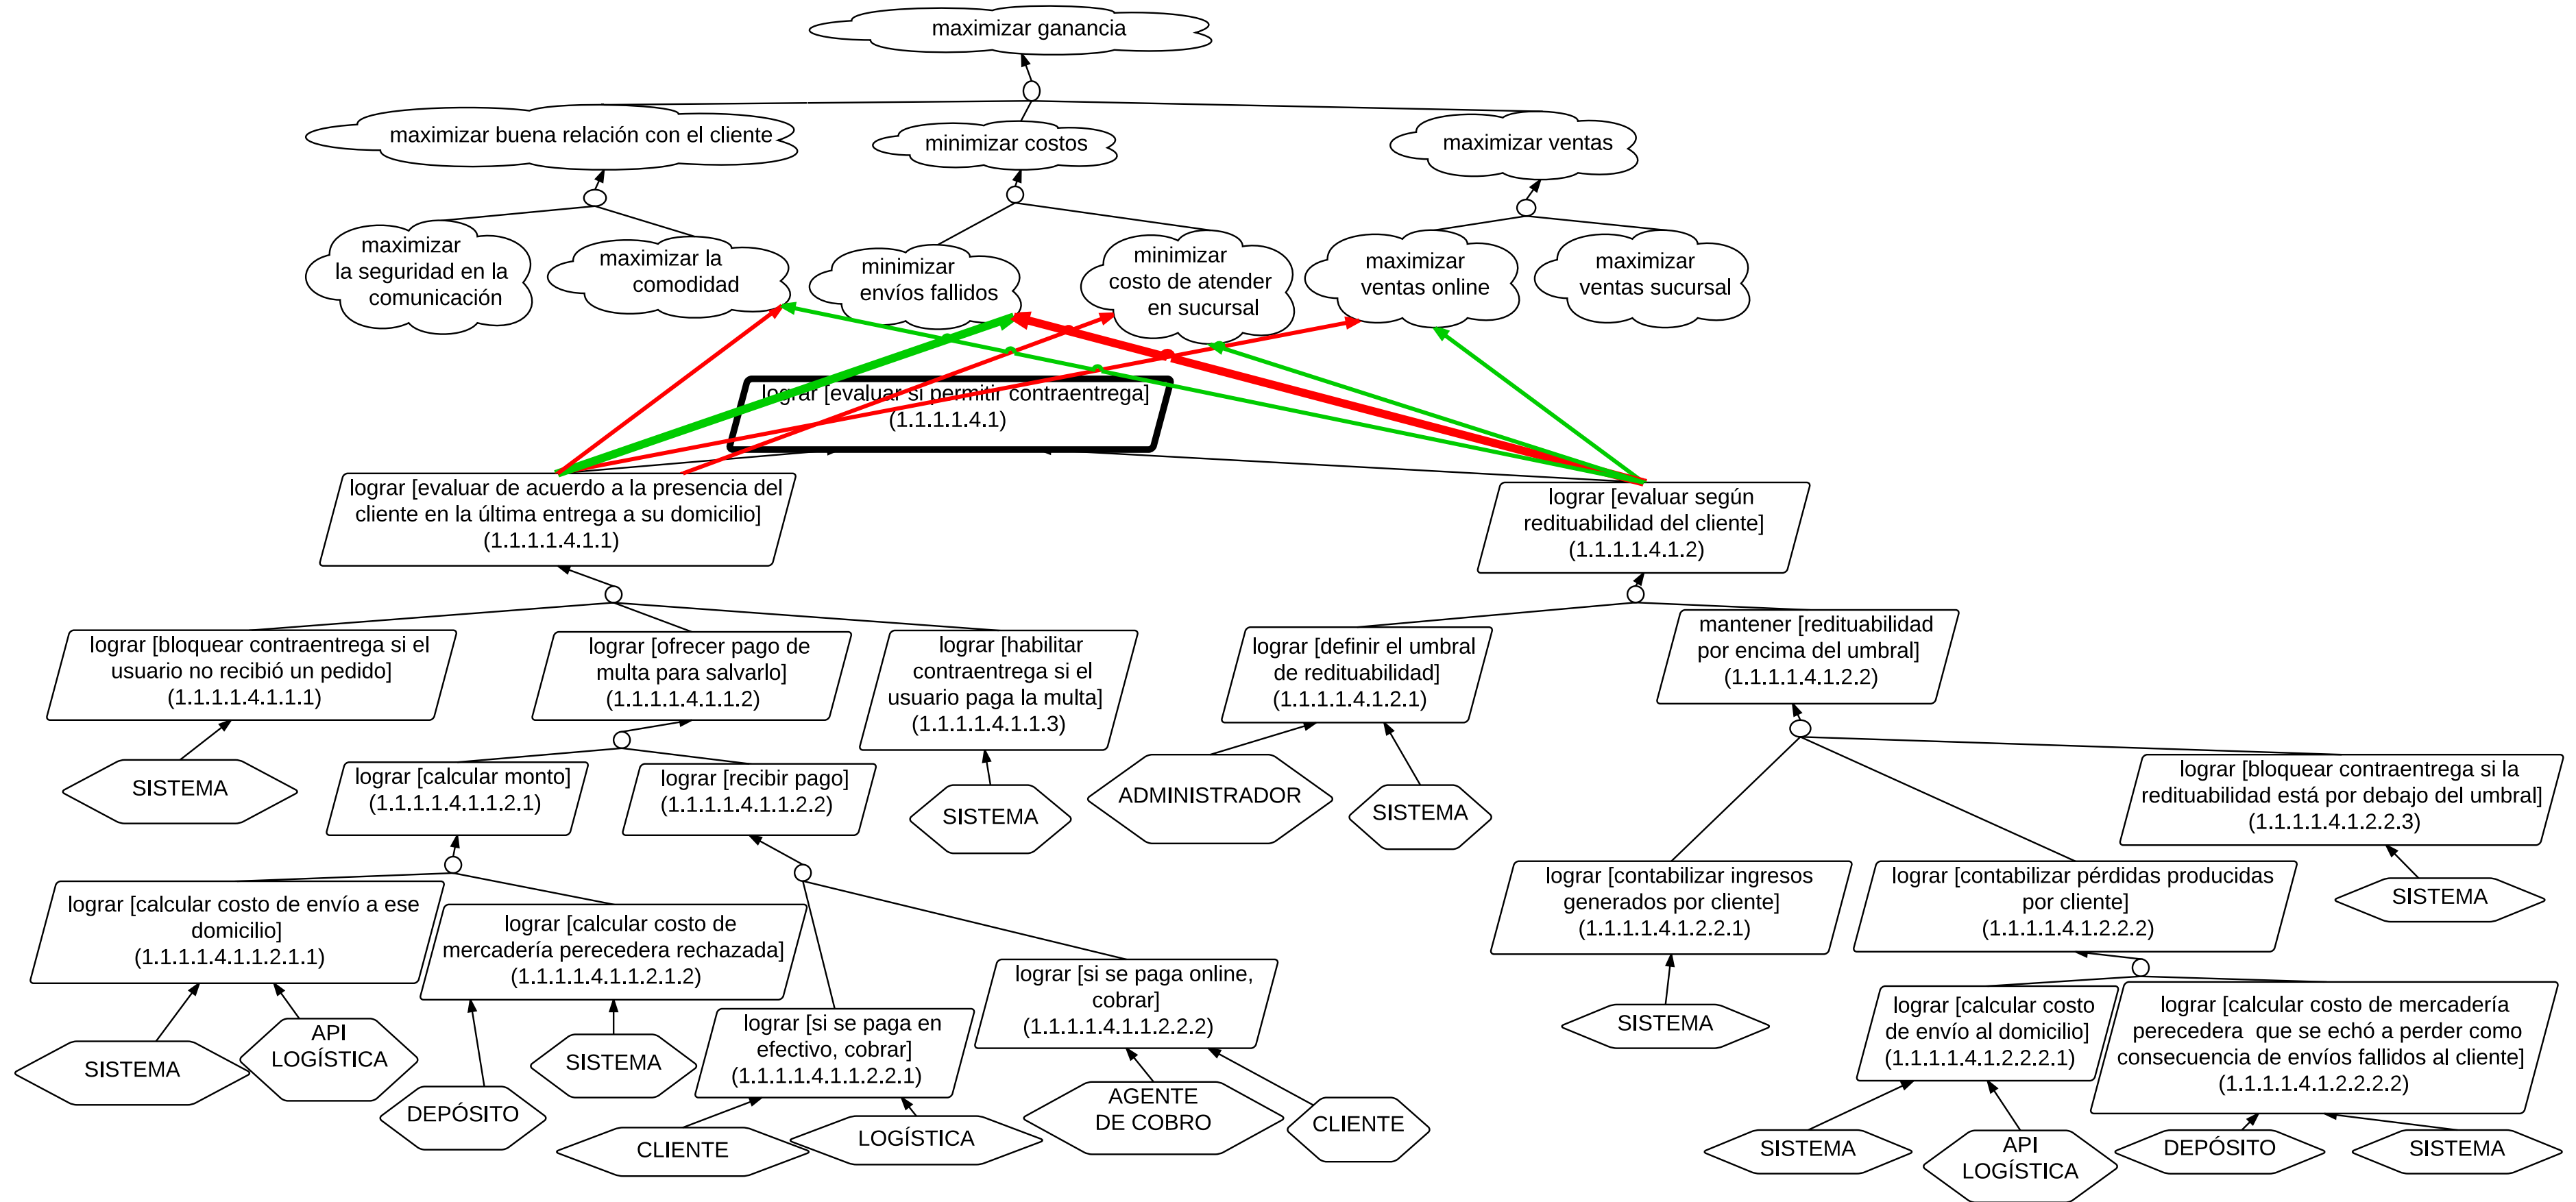 maximizar ganancia
maximizar buena relación con el cliente
minimizar costos
maximizar ventas
maximizar
la seguridad en la
comunicación
maximizar la
comodidad
minimizar
envíos fallidos
minimizar
costo de atender
en sucursal
maximizar
ventas online
maximizar
ventas sucursal
lograr [evaluar si permitir contraentrega]
(1.1.1.1.4.1)
lograr [evaluar de acuerdo a la presencia del
cliente en la última entrega a su domicilio]
(1.1.1.1.4.1.1)
lograr [evaluar según
redituabilidad del cliente]
(1.1.1.1.4.1.2)
lograr [bloquear contraentrega si el
usuario no recibió un pedido]
(1.1.1.1.4.1.1.1)
lograr [ofrecer pago de
multa para salvarlo]
(1.1.1.1.4.1.1.2)
lograr [habilitar
contraentrega si el
usuario paga la multa]
(1.1.1.1.4.1.1.3)
lograr [definir el umbral
de redituabilidad]
(1.1.1.1.4.1.2.1)
mantener [redituabilidad
por encima del umbral]
(1.1.1.1.4.1.2.2)
SISTEMA
lograr [calcular monto]
(1.1.1.1.4.1.1.2.1)
lograr [recibir pago]
(1.1.1.1.4.1.1.2.2)
SISTEMA
ADMINISTRADOR
SISTEMA
lograr [bloquear contraentrega si la
redituabilidad está por debajo del umbral]
(1.1.1.1.4.1.2.2.3)
lograr [calcular costo de envío a ese
domicilio]
(1.1.1.1.4.1.1.2.1.1)
lograr [calcular costo de
mercadería perecedera rechazada]
(1.1.1.1.4.1.1.2.1.2)
lograr [contabilizar ingresos
generados por cliente]
(1.1.1.1.4.1.2.2.1)
lograr [contabilizar pérdidas producidas
por cliente]
(1.1.1.1.4.1.2.2.2)
SISTEMA
lograr [si se paga en
efectivo, cobrar]
(1.1.1.1.4.1.1.2.2.1)
lograr [si se paga online,
cobrar]
(1.1.1.1.4.1.1.2.2.2)
SISTEMA
lograr [calcular costo
de envío al domicilio]
(1.1.1.1.4.1.2.2.2.1)
lograr [calcular costo de mercadería
perecedera que se echó a perder como
consecuencia de envíos fallidos al cliente]
(1.1.1.1.4.1.2.2.2.2)
SISTEMA
API
LOGÍSTICA
DEPÓSITO
SISTEMA
CLIENTE
LOGÍSTICA
AGENTE
DE COBRO
CLIENTE
SISTEMA
API
LOGÍSTICA
DEPÓSITO
SISTEMA